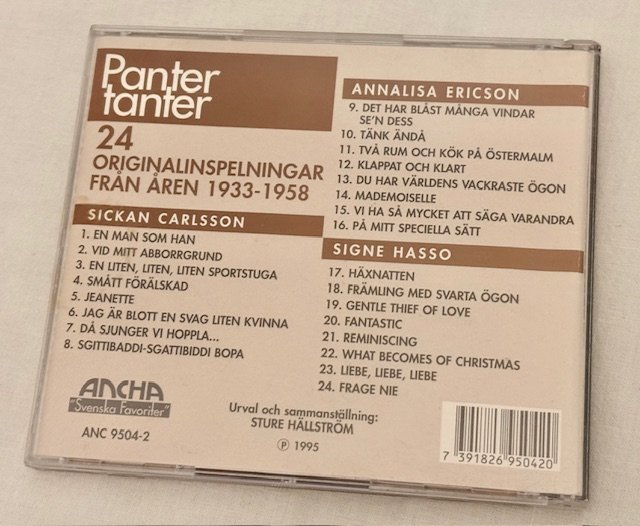 Panter
tanter
24
ORIGINALINSPELNINGAR
FRÅN ÅREN 1933-1958
SICKAN CARLSSON
1. EN MAN SOM HAN
2. VID MITT ABBORRGRUND
3. EN LITEN, LITEN, LITEN SPORTSTUGA
4. SMÅTT FÖRÄLSKAD
5. JEANETTE
6. JAG ÄR BLOTT EN SVAG LITEN KVINNA
7. DÅ SJUNGER VI HOPPLA...
8. SGITTIBADDI-SGATTIBIDDI BOPA
ANNALISA ERICSON
9. DET HAR BLÅST MÅNGA VINDAR
SE'N DESS
10. TÄNK ÄNDÅ
11. TVÅ RUM OCH KÖK PÅ ÖSTERMALM
12. KLAPPAT OCH KLART
13. DU HAR VÄRLDENS VACKRASTE ÖGON
14. MADEMOISELLE
15. VI HA SÅ MYCKET ATT SÄGA VARANDRA
16. PÅ MITT SPECIELLA SÄTT
SIGNE HASSO
17. HÄXNATTEN
18. FRÄMLING MED SVARTA ÖGON
19. GENTLE THIEF OF LOVE
20. FANTASTIC
21. REMINISCING
22. WHAT BECOMES OF CHRISTMAS
23. LIEBE, LIEBE, LIEBE
24. FRAGE NIE
ANCHA
"Svenska Favoriter"
ANC 9504-2
Urval och sammanställning:
STURE HÄLLSTRÖM
℗ 1995
7 391826 950420